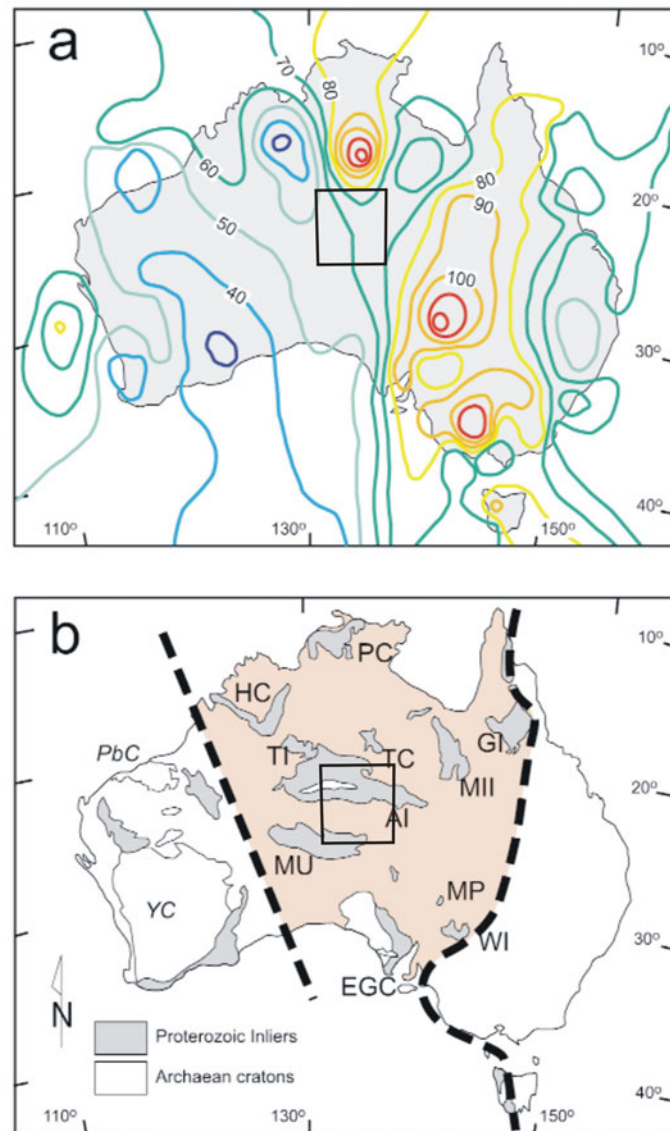 a
10°
70
80
60
80
20°
50
90
40
100
30°
40°
110°
130°
150°
b
10°
PC
HC
PbC
TI
TC
GI
20°
MII
AI
MU
YC
MP
WI
30°
EGC
N
Proterozoic Inliers
Archaean cratons
40°
110°
130°
150°